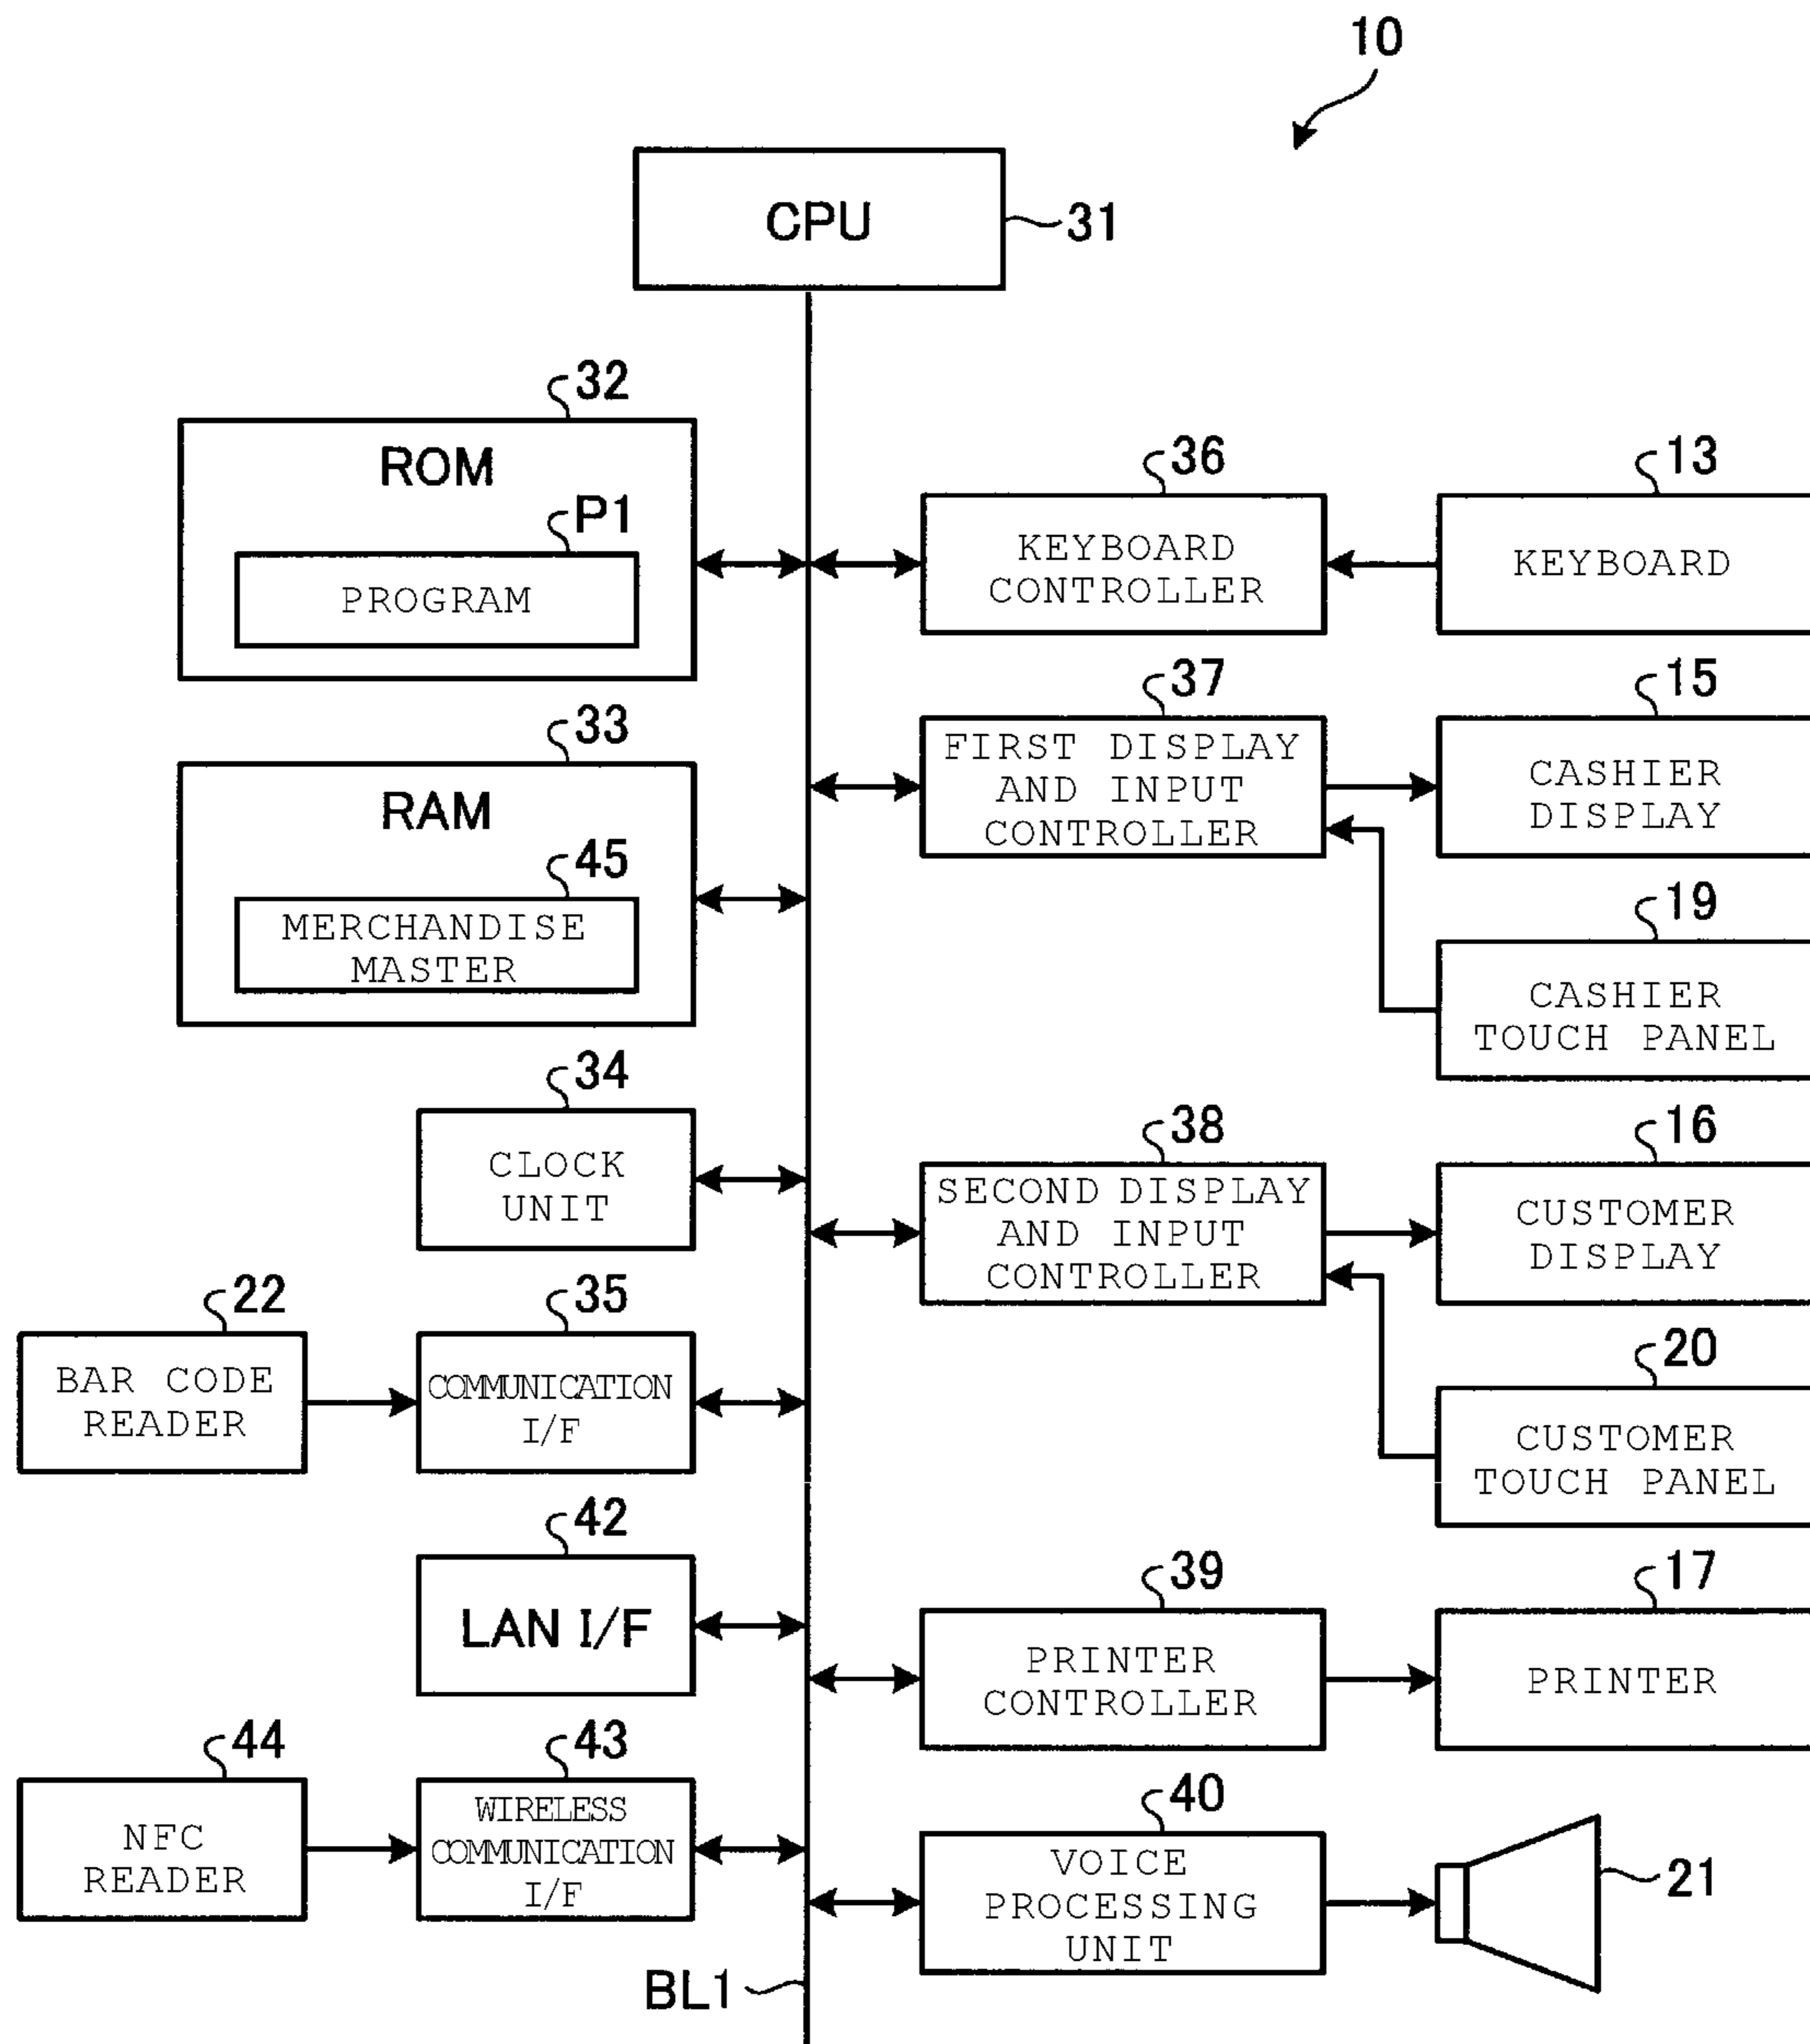 10
CPU
31
32
ROM
P1
PROGRAM
36
KEYBOARD
CONTROLLER
13
KEYBOARD
33
RAM
45
MERCHANDISE
MASTER
37
FIRST DISPLAY
AND INPUT
CONTROLLER
15
CASHIER
DISPLAY
19
CASHIER
TOUCH PANEL
34
CLOCK
UNIT
38
SECOND DISPLAY
AND INPUT
CONTROLLER
16
CUSTOMER
DISPLAY
22
BAR CODE
READER
35
COMMUNICATION
I/F
20
CUSTOMER
TOUCH PANEL
42
LAN I/F
39
PRINTER
CONTROLLER
17
PRINTER
44
NFC
READER
43
WIRELESS
COMMUNICATION
I/F
40
VOICE
PROCESSING
UNIT
21
BL1